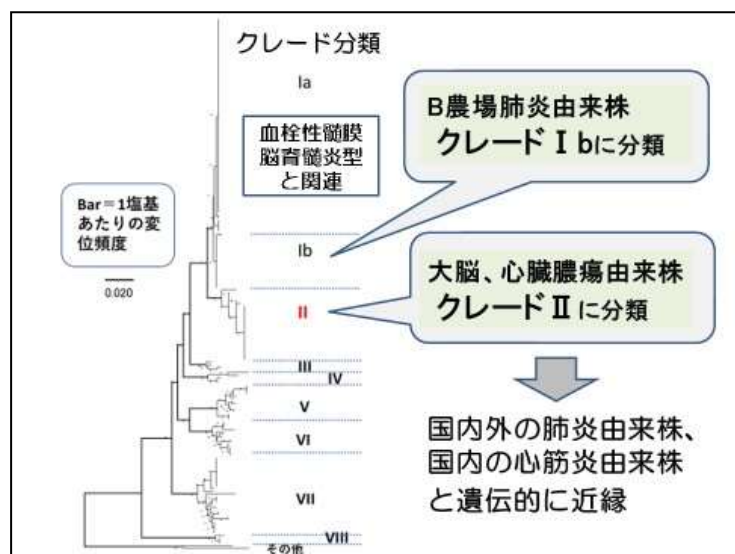 クレード分類
Ia
血栓性髄膜
脳脊髄炎型
と関連
B農場肺炎由来株
クレードⅠbに分類
Bar=1塩基
あたりの変
位頻度
0.020
Ib
大脳、心臓膿瘍由来株
クレードⅡに分類
II
III
IV
V
VI
VII
VIII
その他
国内外の肺炎由来株、
国内の心筋炎由来株
と遺伝的に近縁